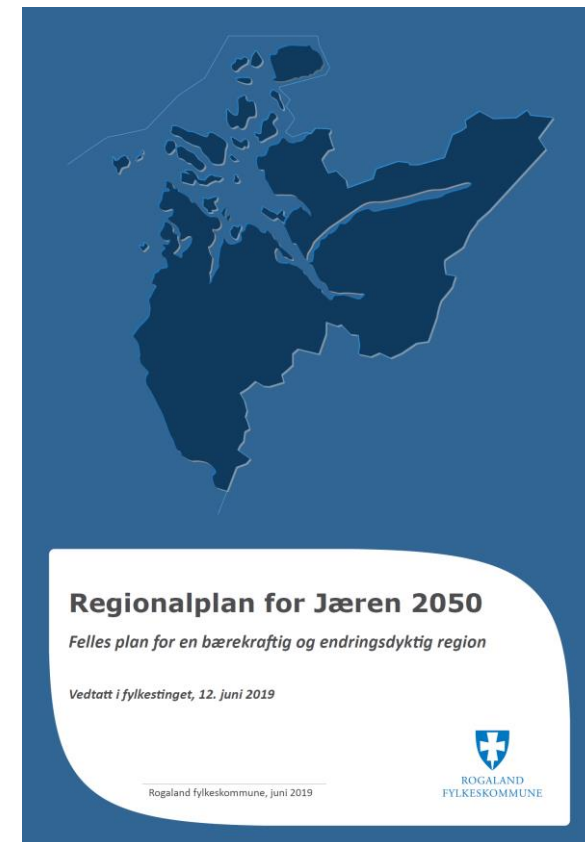 Regionalplan for Jæren 2050
Felles plan for en bærekraftig og endringsdyktig region
Vedtatt i fylkestinget, 12. juni 2019
Rogaland fylkeskommune, juni 2019
ROGALAND
FYLKESKOMMUNE